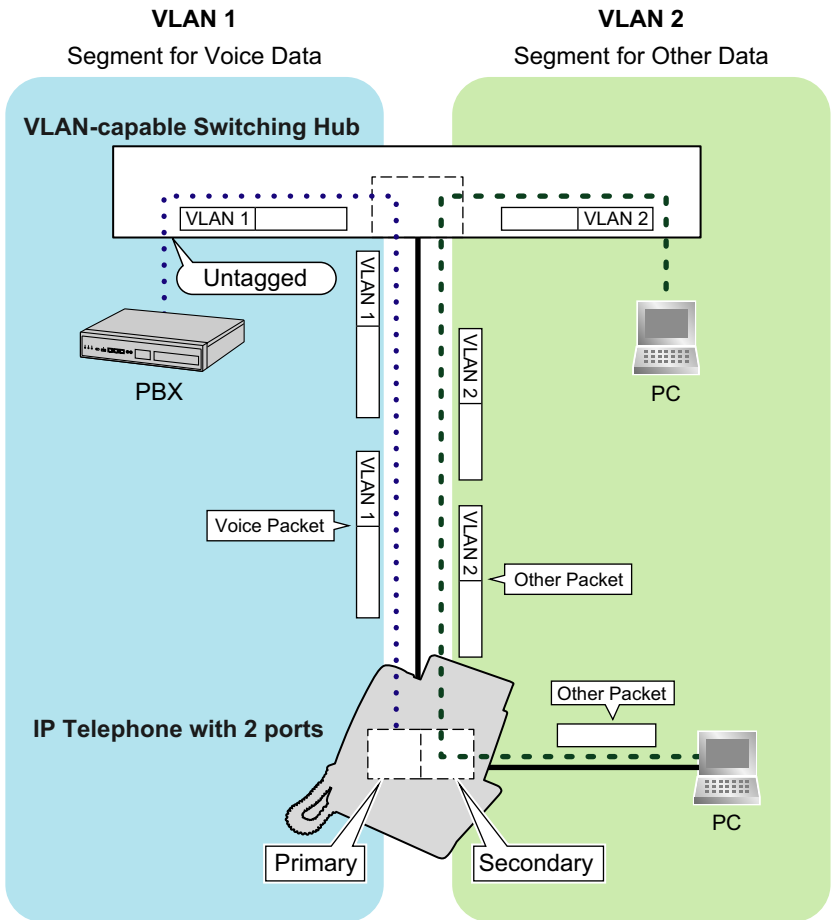 VLAN 1
VLAN 2
Segment for Voice Data
Segment for Other Data
VLAN-capable Switching Hub
VLAN 1
VLAN 2
Untagged
VLAN 1
PBX
VLAN 2
PC
VLAN 1
Voice Packet
VLAN 2
Other Packet
Other Packet
IP Telephone with 2 ports
PC
Primary
Secondary